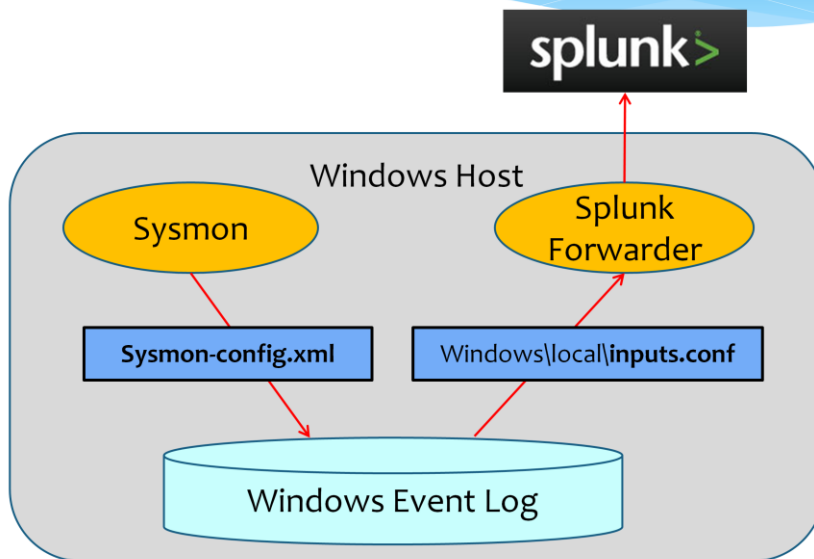 splunk>
Windows Host
Sysmon
Splunk
Forwarder
Sysmon-config.xml
Windows\local\inputs.conf
Windows Event Log